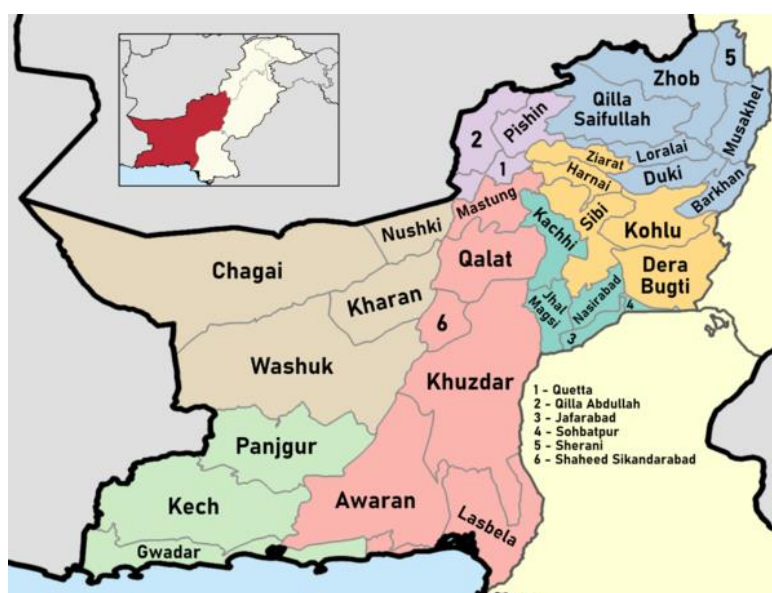 Zhob
5
Qilla
Saifullah
Musakhel
Pishin
2
1
Ziarat
Loralai
Harnai
Duki
Barkhan
Mastung
Sibi
Kachhi
Kohlu
Nushki
Chagai
Qalat
Dera
Bugti
Kharan
Jhal
Magsi
Nasirabad
4
3
6
Washuk
Khuzdar
1 - Quetta
2 - Qilla Abdullah
3 - Jafarabad
4 - Sohbatpur
5 - Sherani
6 - Shaheed Sikandarabad
Panjgur
Kech
Awaran
Lasbela
Gwadar